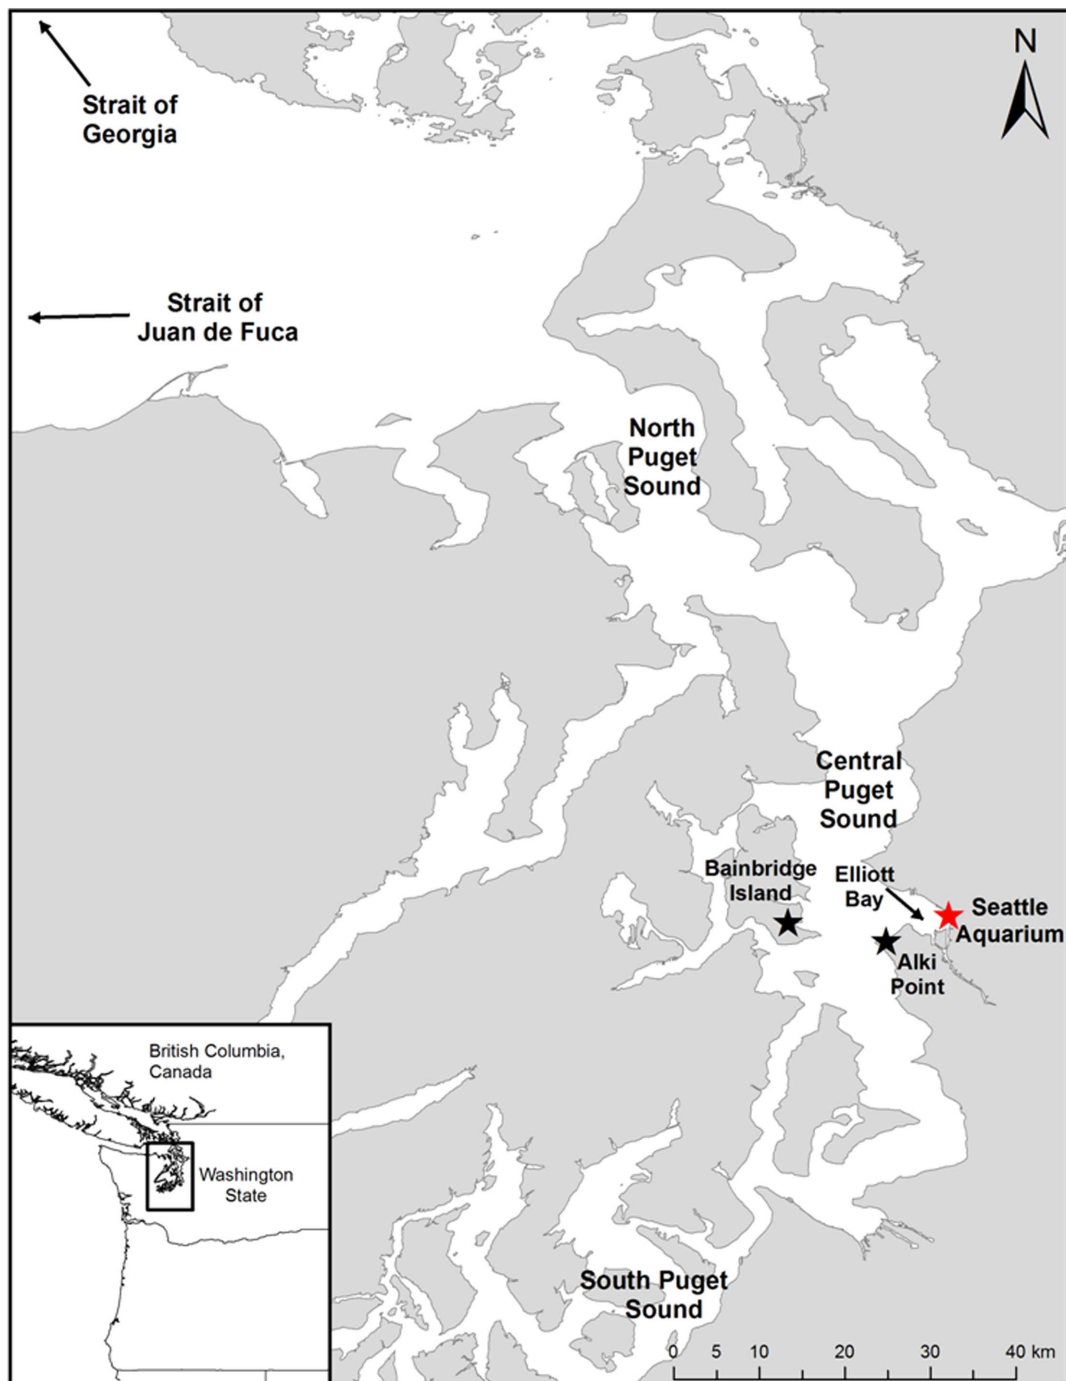 N
Strait of
Georgia
Strait of
Juan de Fuca
North
Puget
Sound
Central
Puget
Sound
Bainbridge
Island
Elliott
Bay
Seattle
Aquarium
Alki
Point
British Columbia,
Canada
Washington
State
South Puget
Sound
0 5 10 20 30 40 km